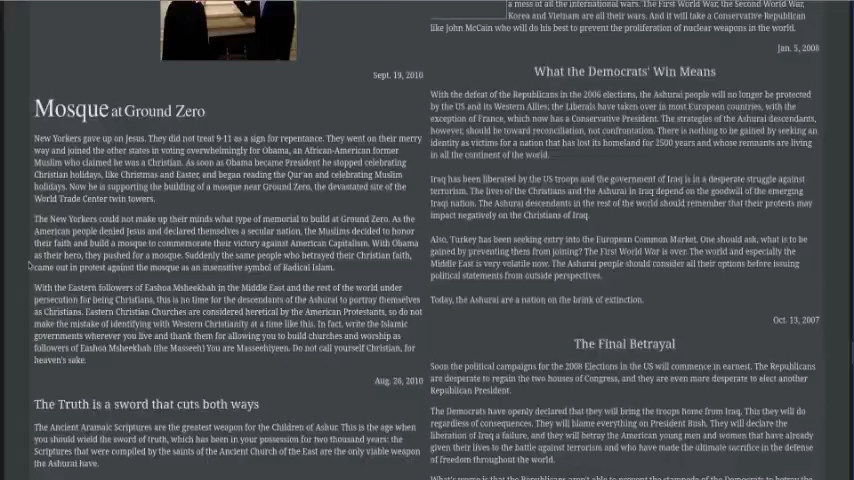 Sept. 19, 2010
Mosque at Ground Zero
New Yorkers gave up on Jesus. They did not treat 9-11 as a sign for repentance. They went on their merry
way and joined the other states in voting overwhelmingly for Obama, an African-American former
Muslim who claimed he was a Christian. As soon as Obama became President he stopped celebrating
Christian holidays, like Christmas and Easter, and began reading the Qur'an and celebrating Muslim
holidays. Now he is supporting the building of a mosque near Ground Zero, the devastated site of the
World Trade Center twin towers.
The New Yorkers could not make up their minds what type of memorial to build at Ground Zero. As the
American people denied Jesus and declared themselves a secular nation, the Muslims decided to honor
their faith and build a mosque to commemorate their victory against American Capitalism. With Obama
as their hero, they pushed for a mosque. Suddenly the same people who betrayed their Christian faith,
came out in protest against the mosque as an insensitive symbol of Radical Islam.
With the Eastern followers of Eashoa Msheekhah in the Middle East and the rest of the world under
persecution for being Christians, this is no time for the descendants of the Ashurai to portray themselves
as Christians. Eastern Christian Churches are considered heretical by the American Protestants, so do not
make the mistake of identifying with Western Christianity at a time like this. In fact, write the Islamic
governments wherever you live and thank them for allowing you to build churches and worship as
followers of Eashoa Msheekhah (the Masseeh) You are Masseehiyeen. Do not call yourself Christian, for
heaven's sake.
Aug. 26, 2010
The Truth is a sword that cuts both ways
The Ancient Aramaic Scriptures are the greatest weapon for the Children of Ashur. This is the age when
you should wield the sword of truth, which has been in your possession for two thousand years: the
Scriptures that were compiled by the saints of the Ancient Church of the East are the only viable weapon
the Ashurai have.
a mess of all the international wars. The First World War, the Second World War,
Korea and Vietnam are all their wars. And it will take a Conservative Republican
like John McCain who will do his best to prevent the proliferation of nuclear weapons in the world.
Jan. 5, 2008
What the Democrats' Win Means
With the defeat of the Republicans in the 2006 elections, the Ashurai people will no longer be protected
by the US and its Western Allies; the Liberals have taken over in most European countries, with the
exception of France, which now has a Conservative President. The strategies of the Ashurai descendants,
however, should be toward reconciliation, not confrontation. There is nothing to be gained by seeking an
identity as victims for a nation that has lost its homeland for 2500 years and whose remnants are living
in all the continent of the world.
Iraq has been liberated by the US troops and the government of Iraq is in a desperate struggle against
terrorism. The lives of the Christians and the Ashurai in Iraq depend on the goodwill of the emerging
Iraqi nation. The Ashurai descendants in the rest of the world should remember that their protests may
impact negatively on the Christians of Iraq.
Also, Turkey has been seeking entry into the European Common Market. One should ask, what is to be
gained by preventing them from joining? The First World War is over. The world and especially the
Middle East is very volatile now. The Ashurai people should consider all their options before issuing
political statements from outside perspectives.
Today, the Ashurai are a nation on the brink of extinction.
Oct. 13, 2007
The Final Betrayal
Soon the political campaigns for the 2008 Elections in the US will commence in earnest. The Republicans
are desperate to regain the two houses of Congress, and they are even more desperate to elect another
Republican President.
The Democrats have openly declared that they will bring the troops home from Iraq. This they will do
regardless of consequences. They will blame everything on President Bush. They will declare the
liberation of Iraq a failure, and they will betray the American young men and women that have already
given their lives to the battle against terrorism and who have made the ultimate sacrifice in the defense
of freedom throughout the world.